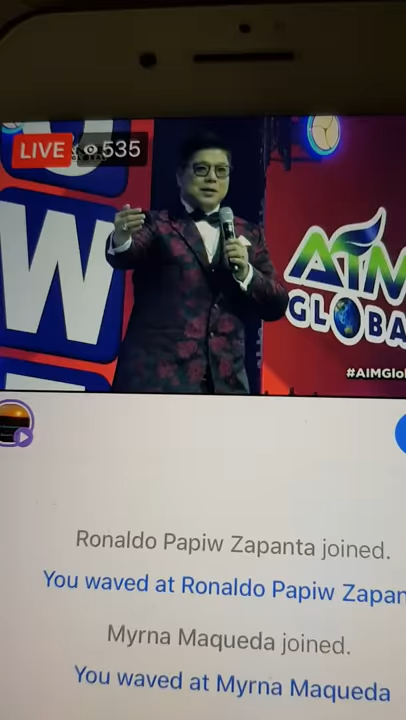 LIVE 535
W
AIM
GLOBA
#AIMGlo
Ronaldo Papiw Zapanta joined.
You waved at Ronaldo Papiw Zapan
Myrna Maqueda joined.
You waved at Myrna Maqueda